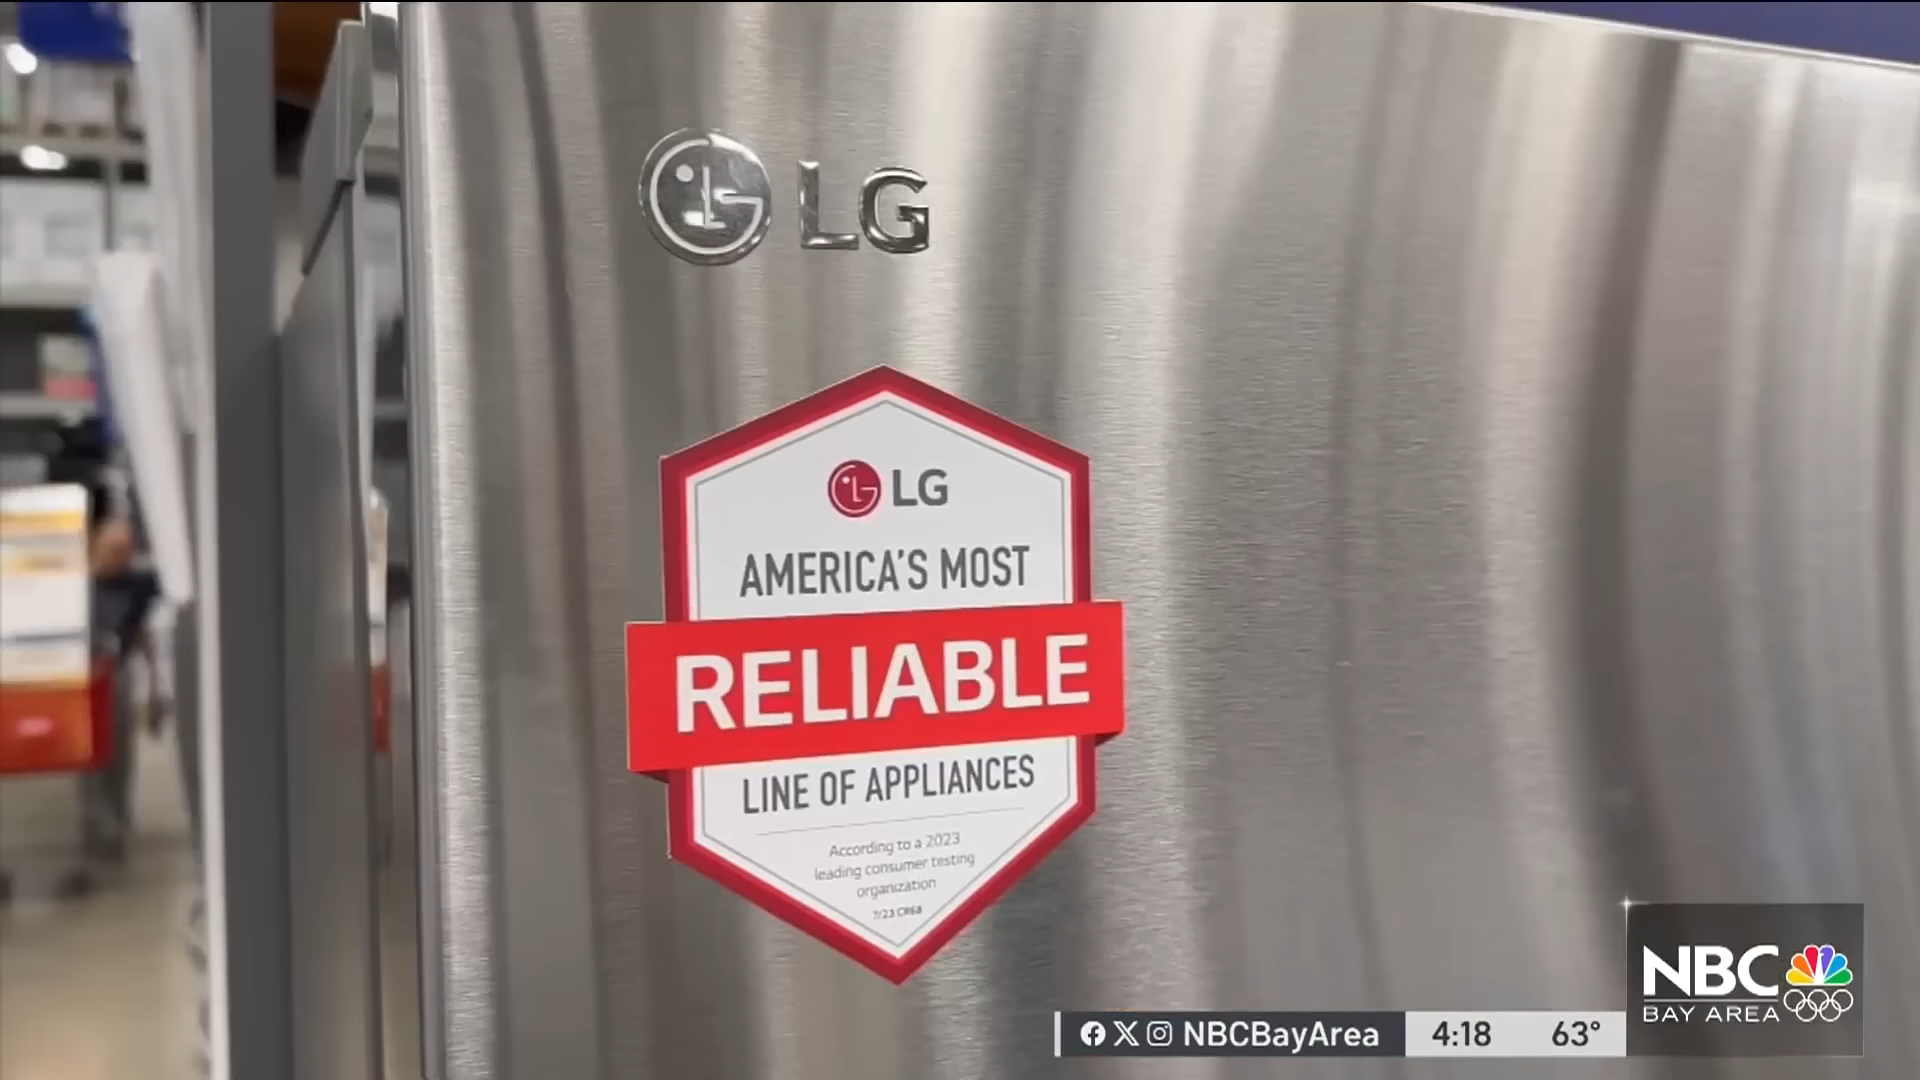 LG
LG
AMERICA'S MOST
RELIABLE
LINE OF APPLIANCES
According to a 2023
leading consumer testing
organization
NBCBayArea 4:18 63°
NBC
BAY AREA